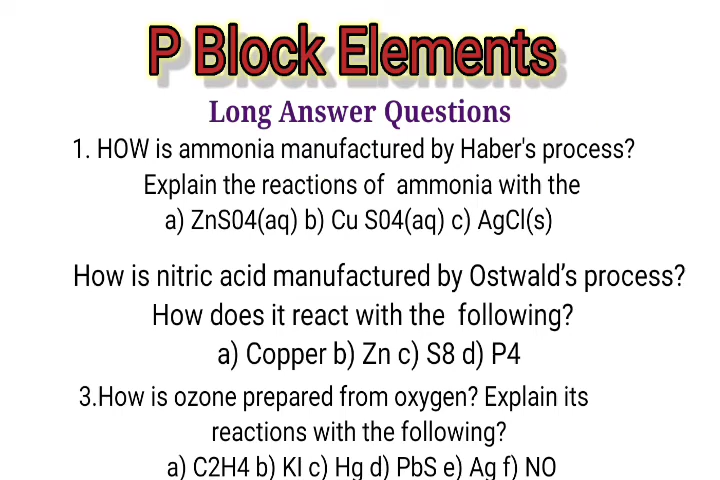 P Block Elements
Long Answer Questions
1. HOW is ammonia manufactured by Haber's process?
Explain the reactions of ammonia with the
a) ZnS04(aq) b) Cu S04(aq) c) AgCl(s)
How is nitric acid manufactured by Ostwald’s process?
How does it react with the following?
a) Copper b) Zn c) S8 d) P4
3.How is ozone prepared from oxygen? Explain its
reactions with the following?
a) C2H4 b) KI c) Hg d) PbS e) Ag f) NO